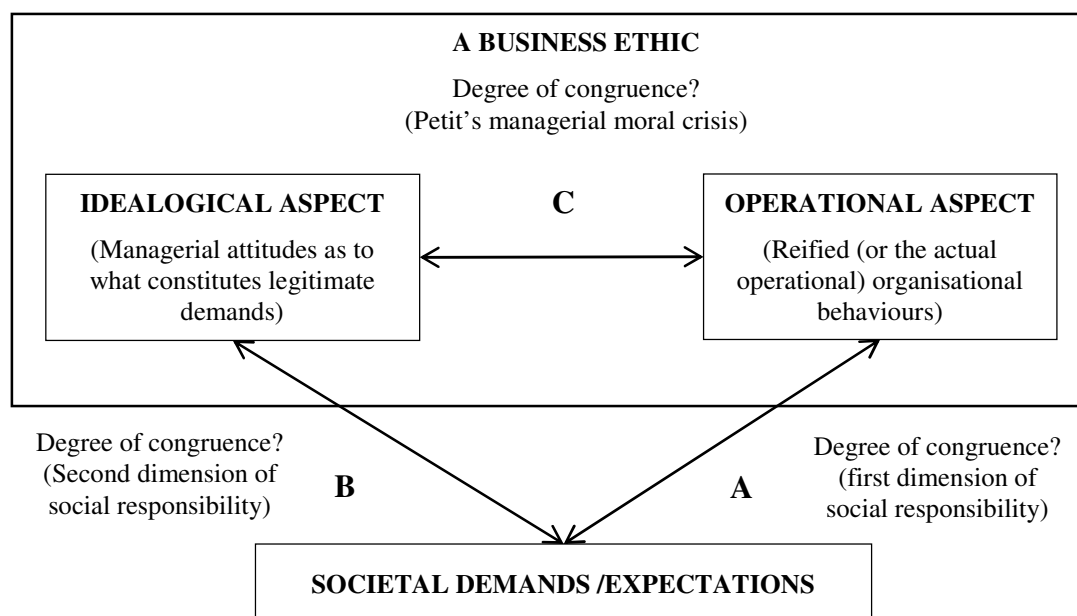 A BUSINESS ETHIC
Degree of congruence?
(Petit's managerial moral crisis)
IDEALOGICAL ASPECT
(Managerial attitudes as to
what constitutes legitimate
demands)
C
OPERATIONAL ASPECT
(Reified (or the actual
operational) organisational
behaviours)
Degree of congruence?
(Second dimension of
social responsibility)
B
A
Degree of congruence?
(first dimension of
social responsibility)
SOCIETAL DEMANDS /EXPECTATIONS